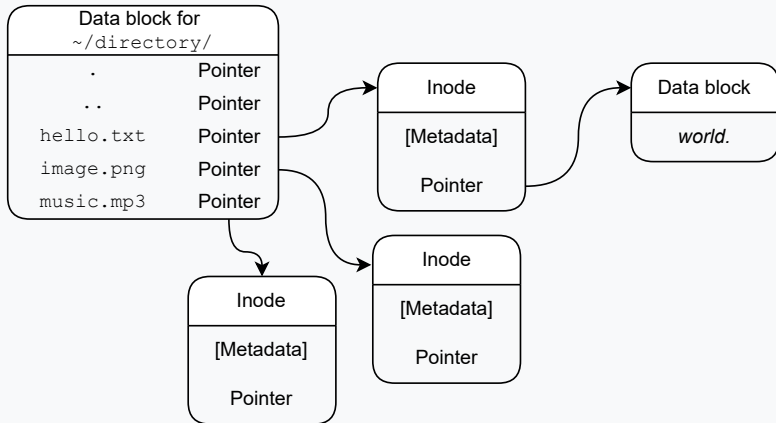 Data block for
~/directory/
. Pointer
.. Pointer
hello.txt Pointer
image.png Pointer
music.mp3 Pointer
Inode
[Metadata]
Pointer
Data block
world.
Inode
[Metadata]
Pointer
Inode
[Metadata]
Pointer